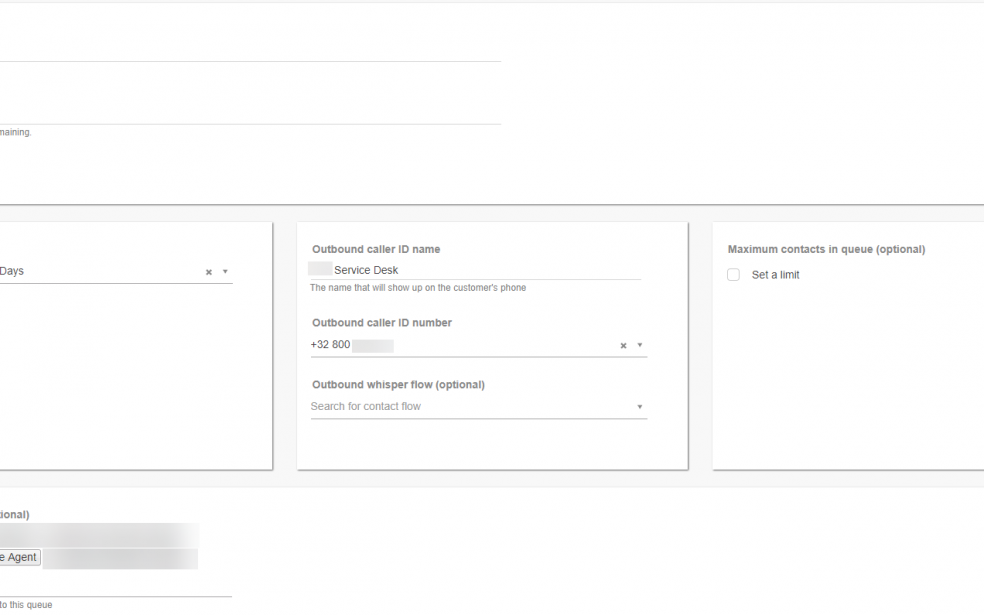 maining.
Days
Outbound caller ID name
Service Desk
The name that will show up on the customer's phone
Outbound caller ID number
+32 800
Outbound whisper flow (optional)
Search for contact flow
Maximum contacts in queue (optional)
Set a limit
ional)
e Agent
to this queue